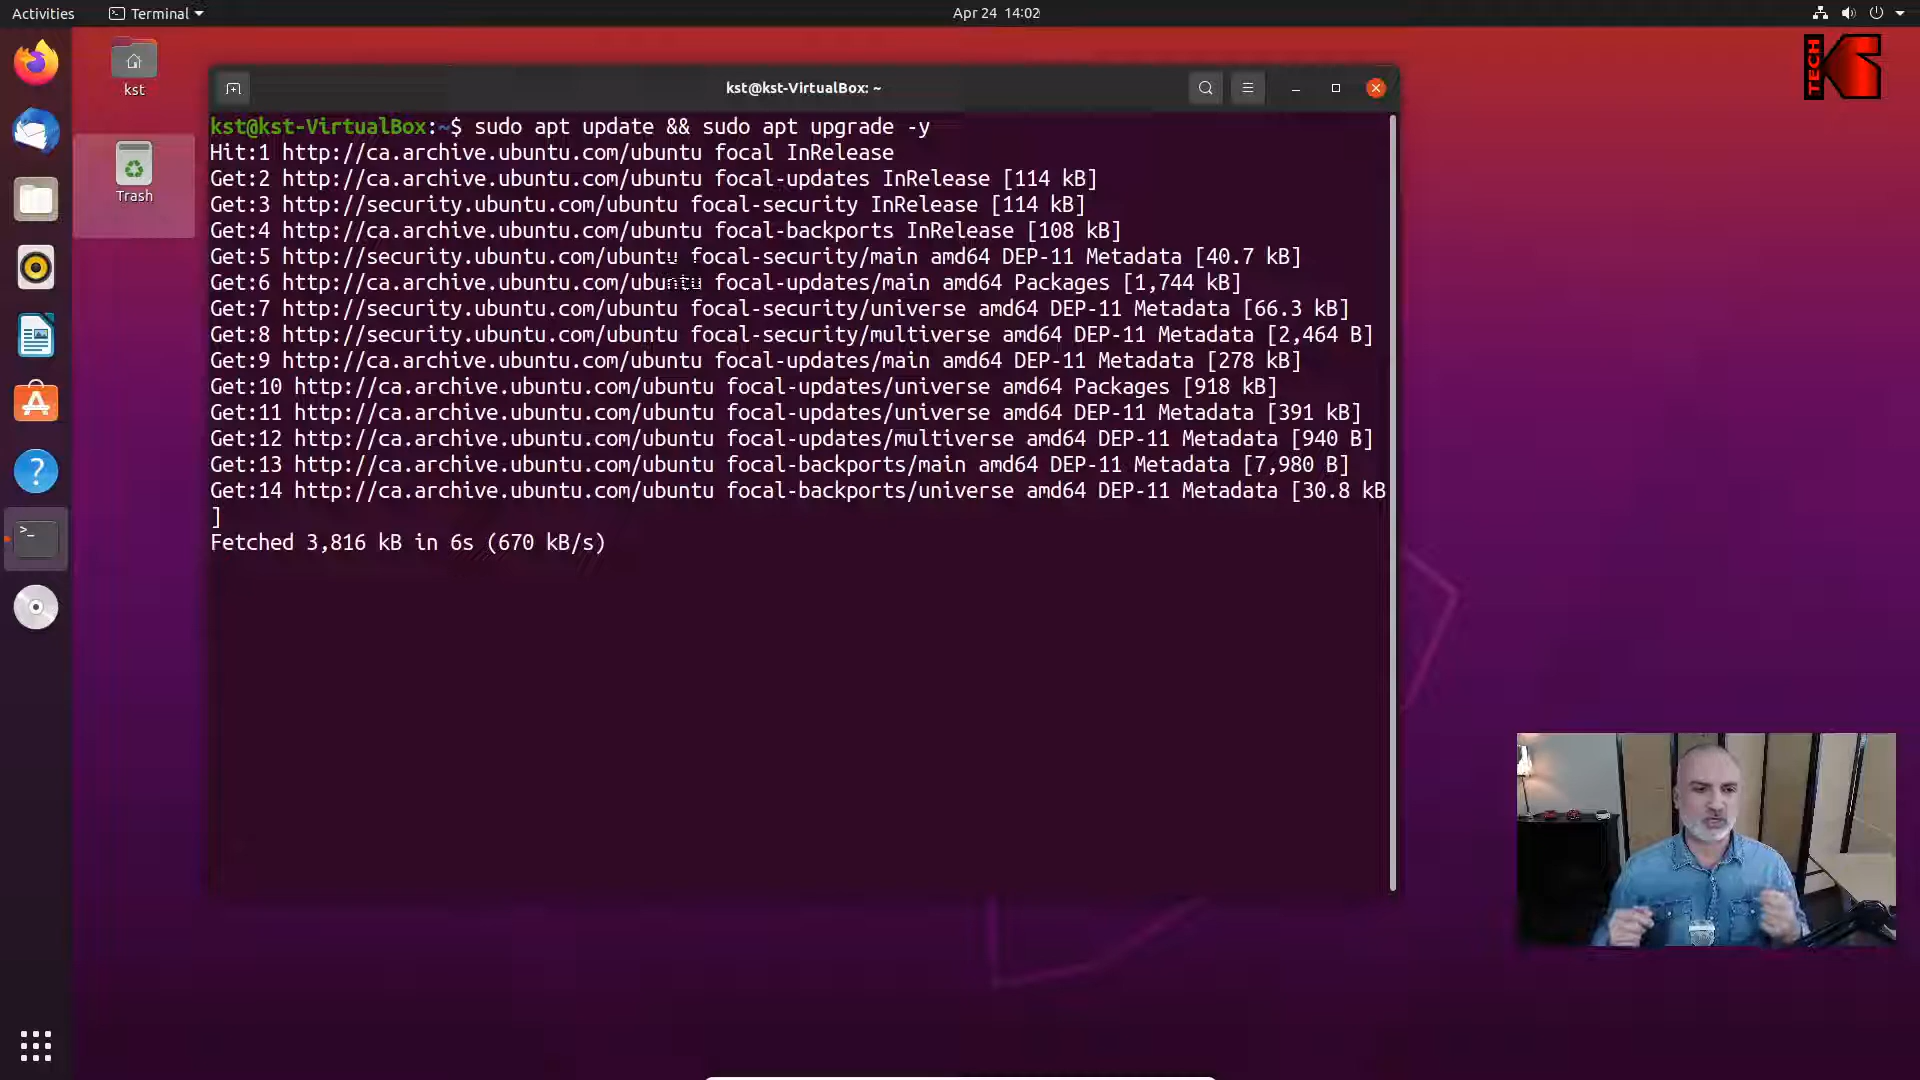 Activities
Terminal
Apr 24 14:02
TECH
K
kst
Trash
kst@kst-VirtualBox: ~
kst@kst-VirtualBox:~$ sudo apt update && sudo apt upgrade -y
Hit:1 http://ca.archive.ubuntu.com/ubuntu focal InRelease
Get:2 http://ca.archive.ubuntu.com/ubuntu focal-updates InRelease [114 kB]
Get:3 http://security.ubuntu.com/ubuntu focal-security InRelease [114 kB]
Get:4 http://ca.archive.ubuntu.com/ubuntu focal-backports InRelease [108 kB]
Get:5 http://security.ubuntu.com/ubuntu focal-security/main amd64 DEP-11 Metadata [40.7 kB]
Get:6 http://ca.archive.ubuntu.com/ubuntu focal-updates/main amd64 Packages [1,744 kB]
Get:7 http://security.ubuntu.com/ubuntu focal-security/universe amd64 DEP-11 Metadata [66.3 kB]
Get:8 http://security.ubuntu.com/ubuntu focal-security/multiverse amd64 DEP-11 Metadata [2,464 B]
Get:9 http://ca.archive.ubuntu.com/ubuntu focal-updates/main amd64 DEP-11 Metadata [278 kB]
Get:10 http://ca.archive.ubuntu.com/ubuntu focal-updates/universe amd64 Packages [918 kB]
Get:11 http://ca.archive.ubuntu.com/ubuntu focal-updates/universe amd64 DEP-11 Metadata [391 kB]
Get:12 http://ca.archive.ubuntu.com/ubuntu focal-updates/multiverse amd64 DEP-11 Metadata [940 B]
Get:13 http://ca.archive.ubuntu.com/ubuntu focal-backports/main amd64 DEP-11 Metadata [7,980 B]
Get:14 http://ca.archive.ubuntu.com/ubuntu focal-backports/universe amd64 DEP-11 Metadata [30.8 kB
]
Fetched 3,816 kB in 6s (670 kB/s)